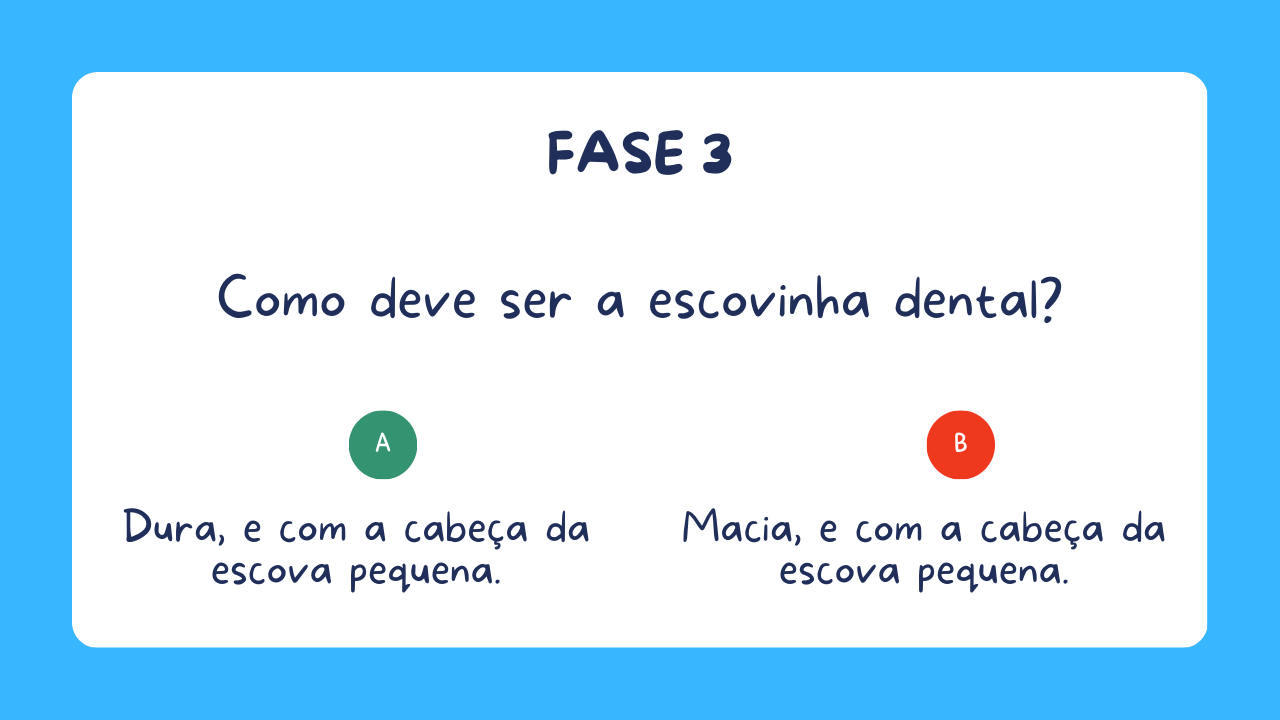 FASE 3
Como deve ser a escovinha dental?
A
Dura, e com a cabeça da
escova pequena.
B
Macia, e com a cabeça da
escova pequena.